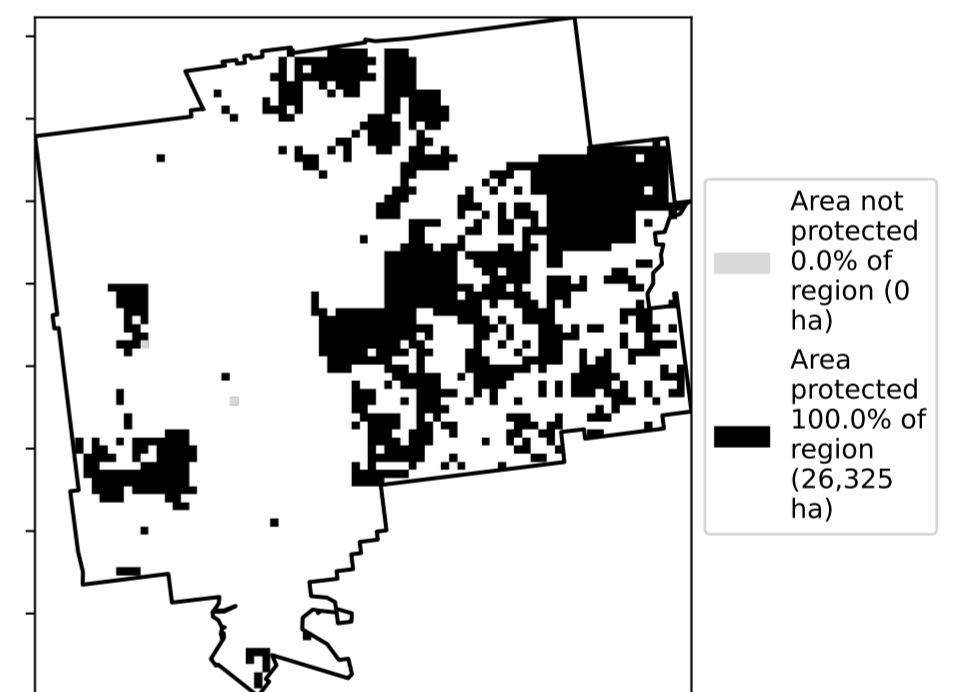 Area not
protected
0.0% of
region (0
ha)
Area
protected
100.0% of
region
(26,325
ha)